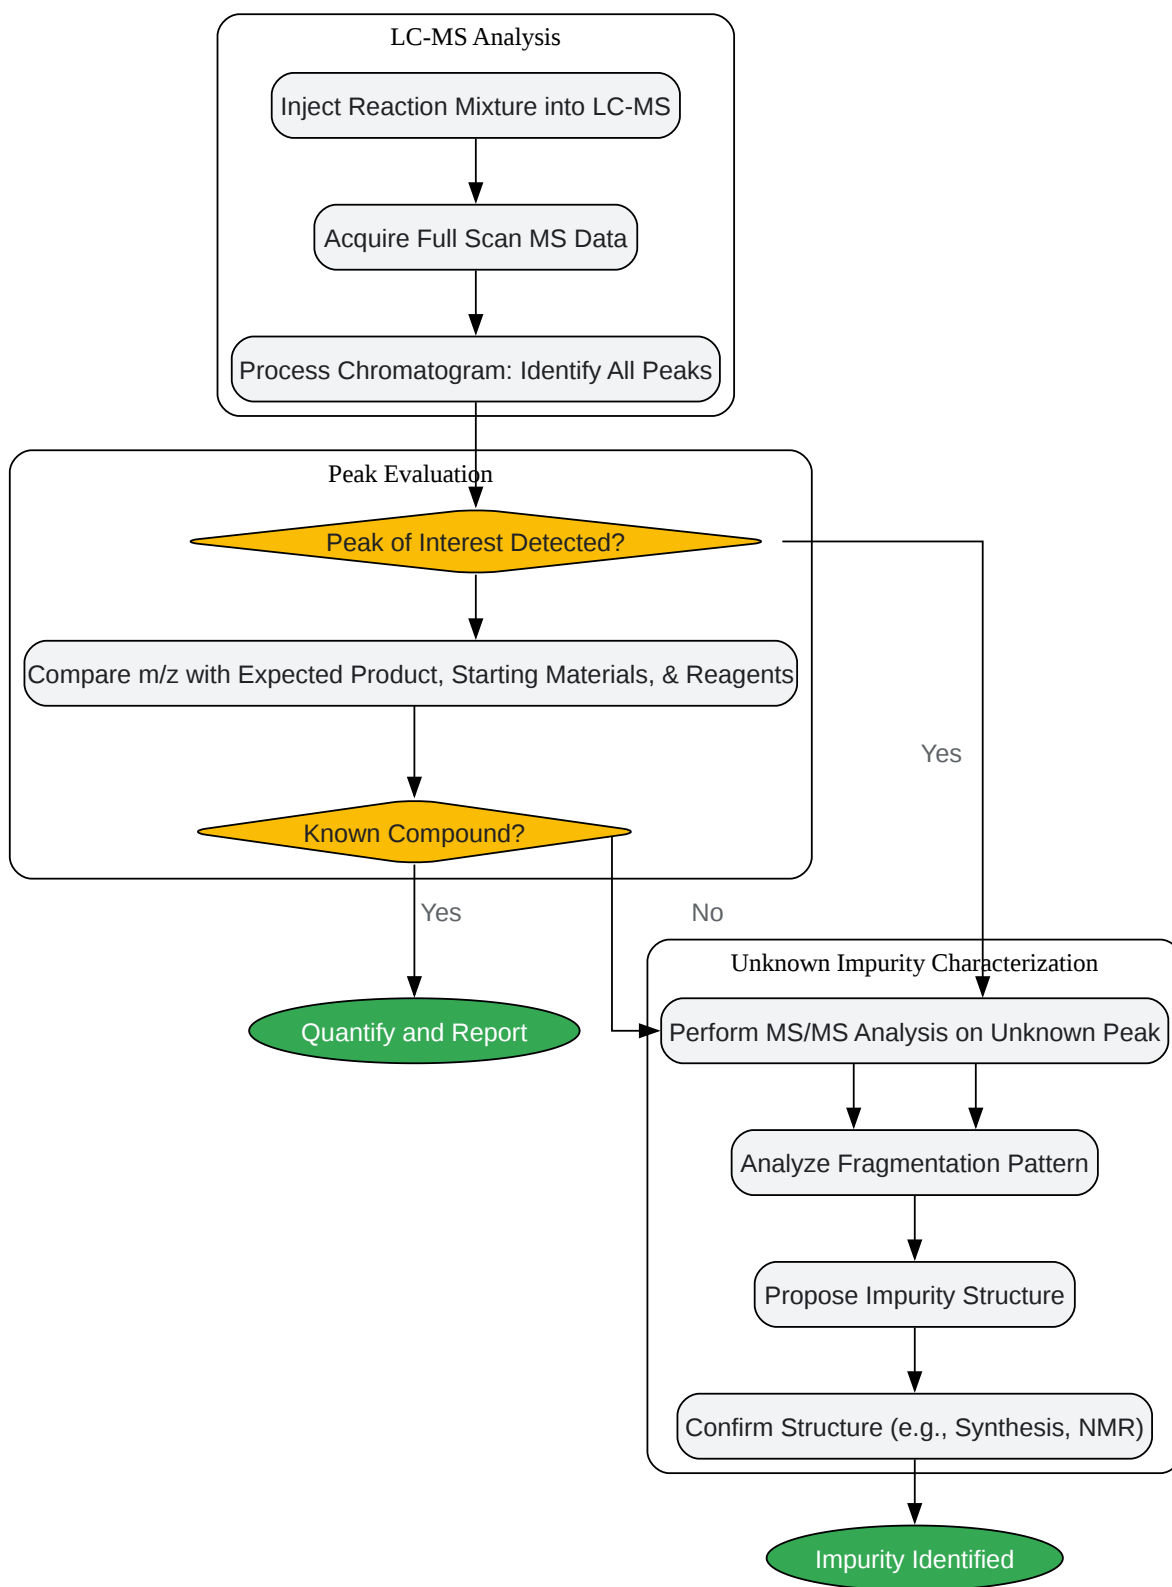 LC-MS Analysis
Inject Reaction Mixture into LC-MS
Acquire Full Scan MS Data
Process Chromatogram: Identify All Peaks
Peak Evaluation
Peak of Interest Detected?
Compare m/z with Expected Product, Starting Materials, & Reagents
Yes
Known Compound?
Yes
No
Unknown Impurity Characterization
Quantify and Report
Perform MS/MS Analysis on Unknown Peak
Analyze Fragmentation Pattern
Propose Impurity Structure
Confirm Structure (e.g., Synthesis, NMR)
Impurity Identified